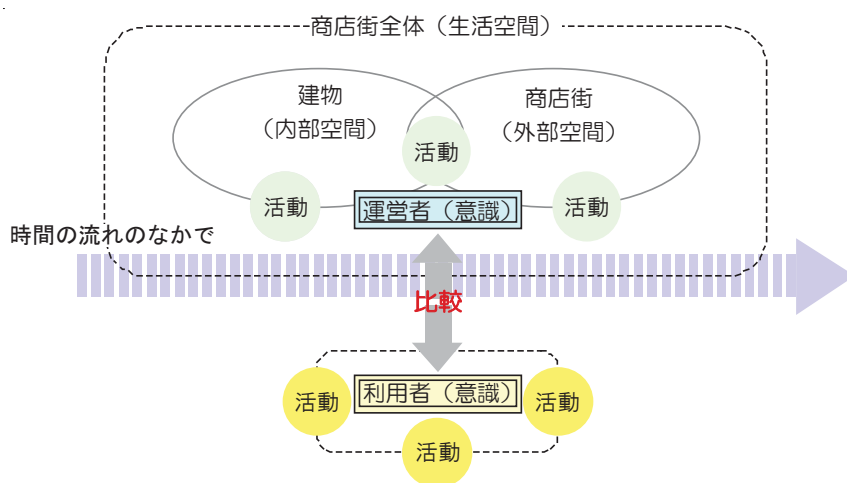 商店街全体（生活空間）
建物
（内部空間）
商店街
（外部空間）
活動
活動
運営者（意識）
活動
時間の流れのなかで
比較
活動
利用者（意識）
活動
活動